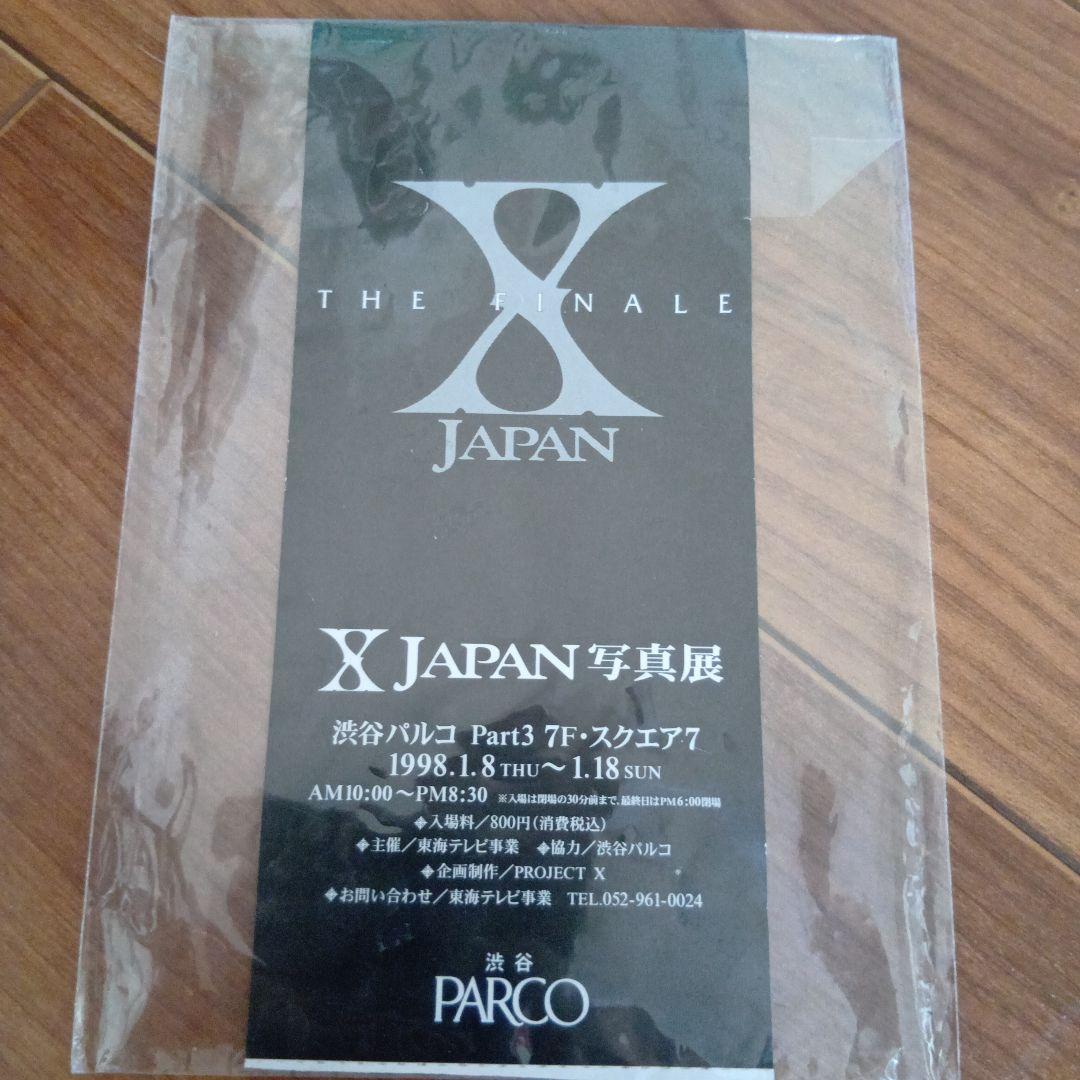 THE FINALE
X
JAPAN
X JAPAN 写真展
渋谷パルコ Part3 7F・スクエア7
1998.1.8 THU〜1.18 SUN
AM10:00〜PM8:30 ※入場は閉場の30分前まで、最終日はPM6:00閉場
◆入場料／800円(消費税込)
◆主催／東海テレビ事業 ◆協力／渋谷パルコ
◆企画制作／PROJECT X
◆お問い合わせ／東海テレビ事業 TEL.052-961-0024
渋谷
PARCO